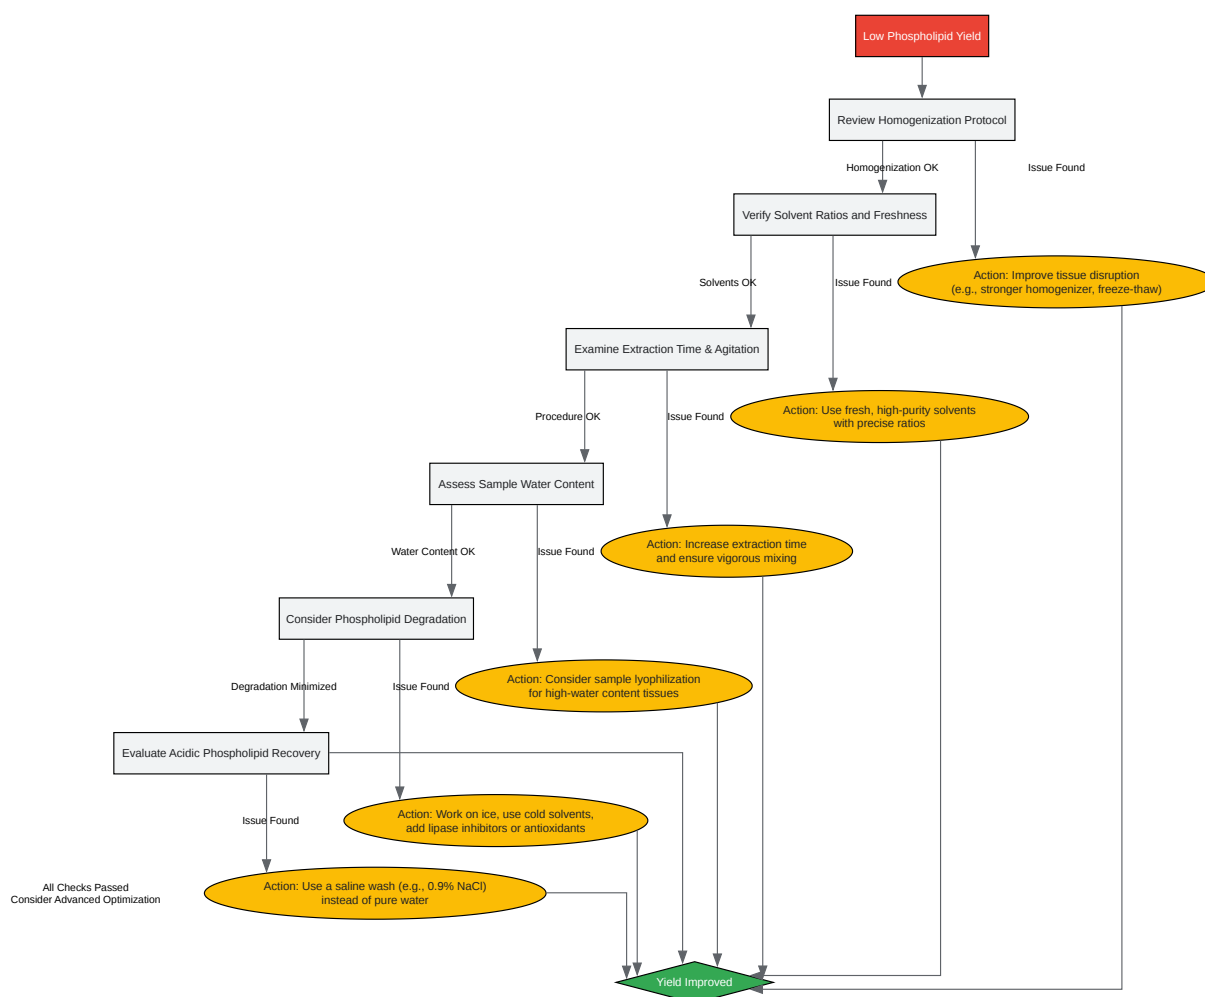 Low Phospholipid Yield
Review Homogenization Protocol
Homogenization OK
Issue Found
Verify Solvent Ratios and Freshness
Action: Improve tissue disruption
(e.g., stronger homogenizer, freeze-thaw)
Solvents OK
Issue Found
Examine Extraction Time & Agitation
Action: Use fresh, high-purity solvents
with precise ratios
Procedure OK
Issue Found
Assess Sample Water Content
Action: Increase extraction time
and ensure vigorous mixing
Water Content OK
Issue Found
Consider Phospholipid Degradation
Action: Consider sample lyophilization
for high-water content tissues
Degradation Minimized
Issue Found
Evaluate Acidic Phospholipid Recovery
Action: Work on ice, use cold solvents,
add lipase inhibitors or antioxidants
Issue Found
All Checks Passed
Consider Advanced Optimization
Action: Use a saline wash (e.g., 0.9% NaCl)
instead of pure water
Yield Improved